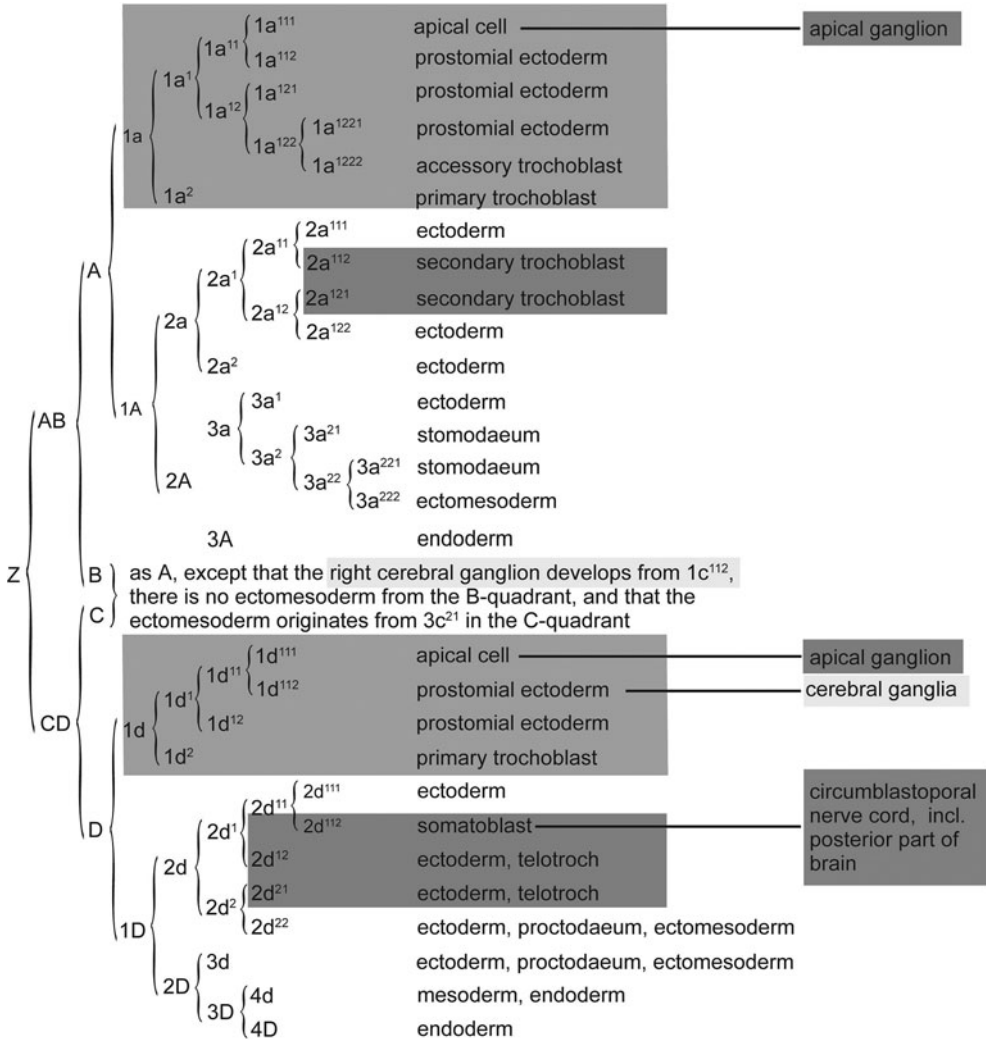 1a¹¹¹ apical cell apical ganglion
1a¹¹
1a¹¹² prostomial ectoderm
1a¹
1a¹²¹ prostomial ectoderm
1a¹²
1a 1a¹²²¹ prostomial ectoderm
1a¹²²
1a¹²²² accessory trochoblast
1a² primary trochoblast
2a¹¹¹ ectoderm
2a¹¹
2a¹¹² secondary trochoblast
A 2a¹
2a¹²¹ secondary trochoblast
2a 2a¹²
2a¹²² ectoderm
2a² ectoderm
3a¹ ectoderm
1A
AB 3a 3a²¹ stomodaeum
3a²
3a²²¹ stomodaeum
2A 3a²²
3a²²² ectomesoderm
3A endoderm
Z B as A, except that the right cerebral ganglion develops from 1c¹¹²,
there is no ectomesoderm from the B-quadrant, and that the
C ectomesoderm originates from 3c²¹ in the C-quadrant
1d¹¹¹ apical cell apical ganglion
1d¹¹
1d¹¹² prostomial ectoderm cerebral ganglia
1d¹
CD 1d 1d¹² prostomial ectoderm
1d² primary trochoblast
2d¹¹¹ ectoderm circumblastoporal
2d¹¹ nerve cord, incl.
D 2d¹ 2d¹¹² somatoblast posterior part of
2d 2d¹² ectoderm, telotroch brain
2d²¹ ectoderm, telotroch
2d²
1D 2d²² ectoderm, proctodaeum, ectomesoderm
3d ectoderm, proctodaeum, ectomesoderm
2D
4d mesoderm, endoderm
3D
4D endoderm